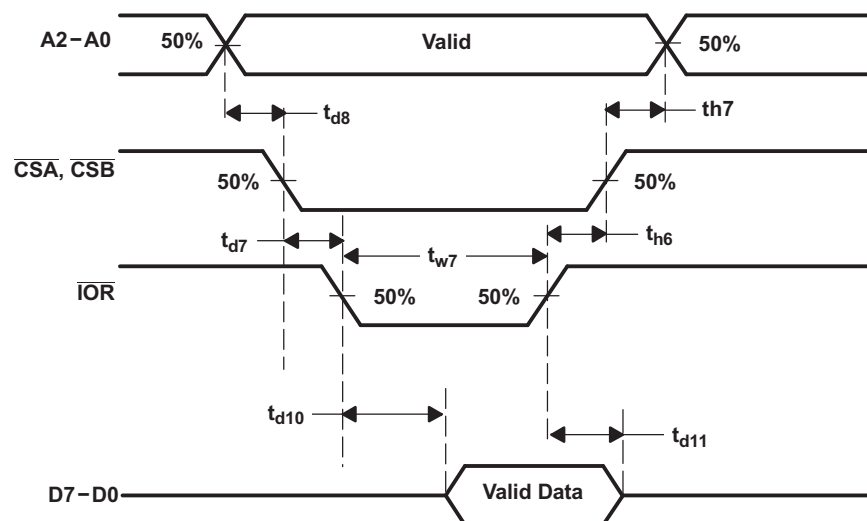 A2−A0
50%
Valid
50%
td8
th7
CSA, CSB
50%
50%
td7
tw7
th6
IOR
50%
50%
td10
td11
D7−D0
Valid Data